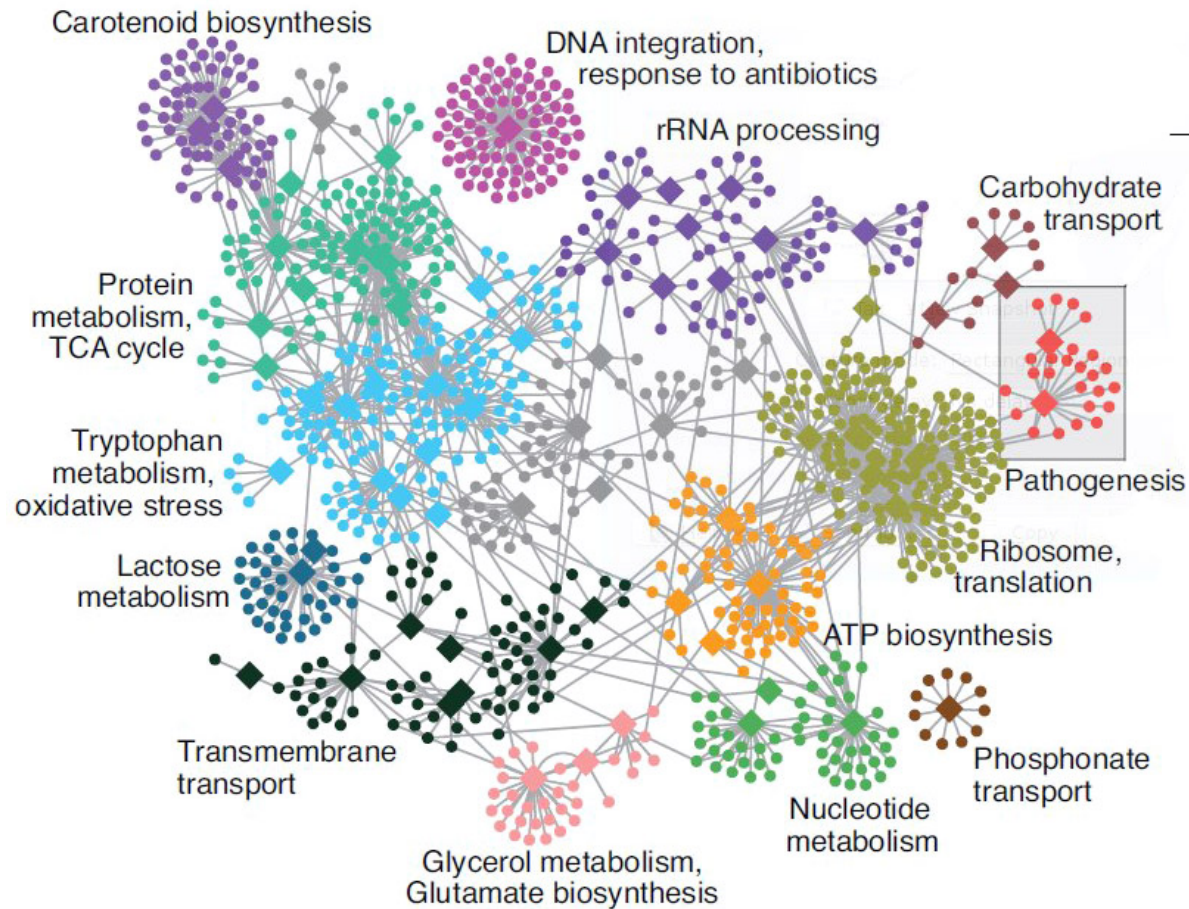 Carotenoid biosynthesis
DNA integration,
response to antibiotics
rRNA processing
Carbohydrate
transport
Protein
metabolism,
TCA cycle
Tryptophan
metabolism,
oxidative stress
Pathogenesis
Ribosome,
translation
Lactose
metabolism
ATP biosynthesis
Transmembrane
transport
Phosphonate
transport
Nucleotide
metabolism
Glycerol metabolism,
Glutamate biosynthesis
Copy